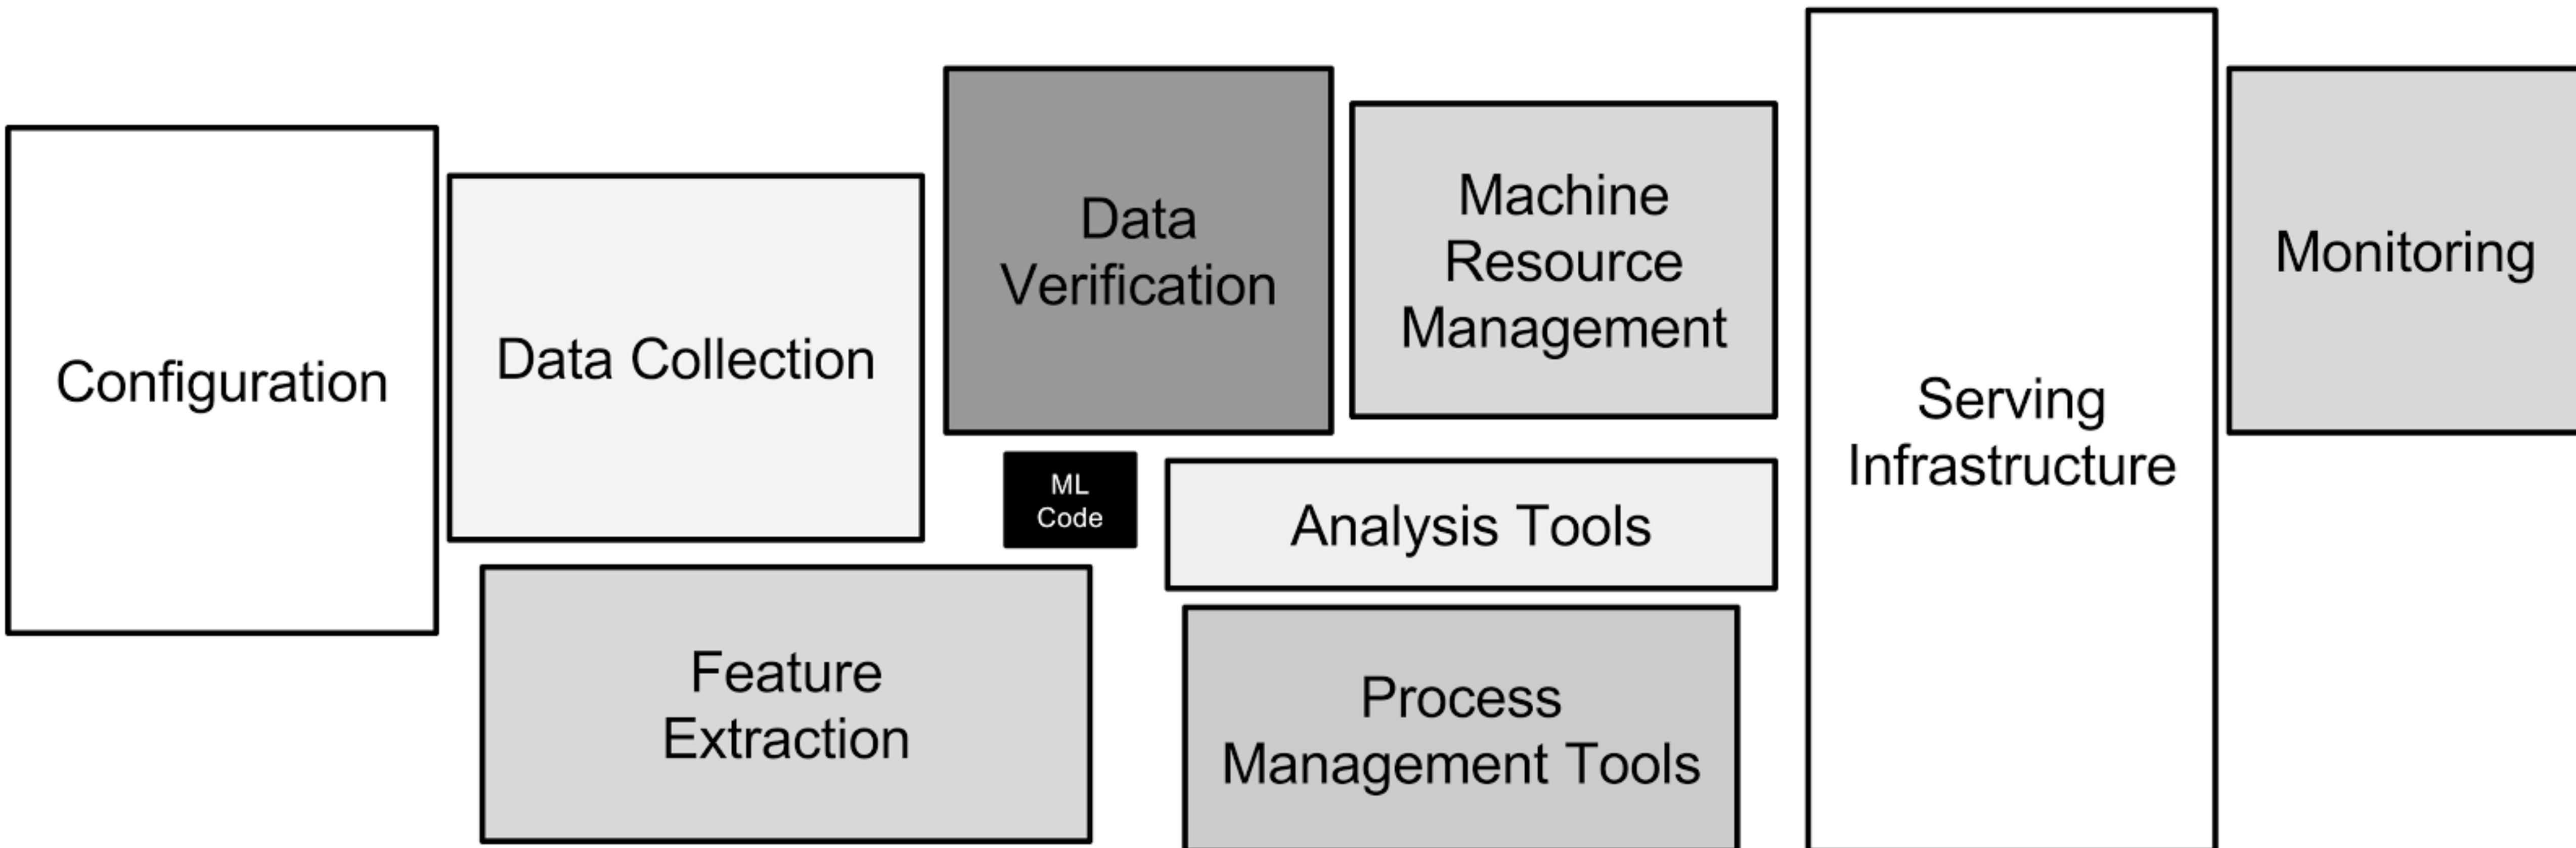 Configuration
Data Collection
Data
Verification
Machine
Resource
Management
ML
Code
Analysis Tools
Feature
Extraction
Process
Management Tools
Serving
Infrastructure
Monitoring